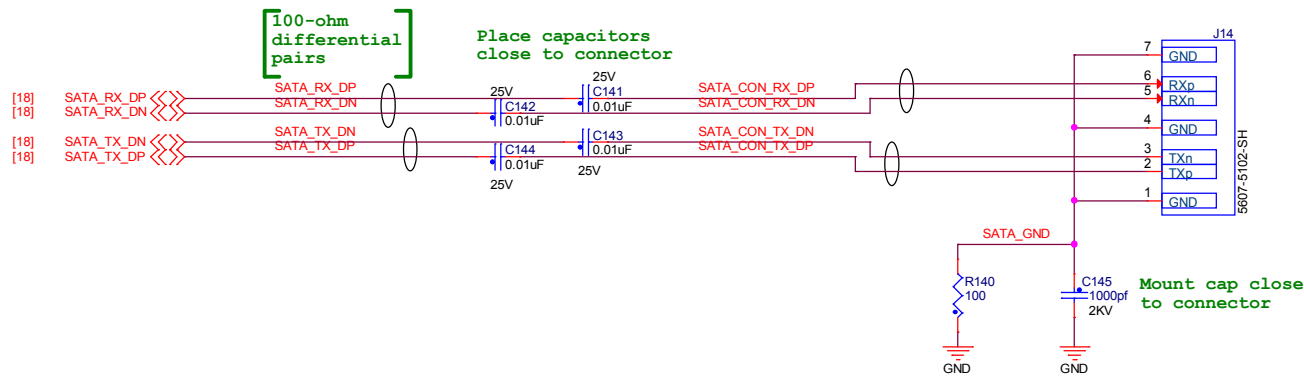 100-ohm
differential
pairs
Place capacitors
close to connector
J14
7 GND
25V
[18] SATA_RX_DP SATA_RX_DP 25V C141 SATA_CON_RX_DP 6 RXp
[18] SATA_RX_DN SATA_RX_DN C142 0.01uF SATA_CON_RX_DN 5 RXn
0.01uF
4 GND
[18] SATA_TX_DN SATA_TX_DN C143 SATA_CON_TX_DN
[18] SATA_TX_DP SATA_TX_DP C144 0.01uF SATA_CON_TX_DP 3 TXn
0.01uF 2 TXp
25V 25V
1 GND
5607-5102-SH
SATA_GND
R140
100
C145
1000pf
2KV
Mount cap close
to connector
GND GND